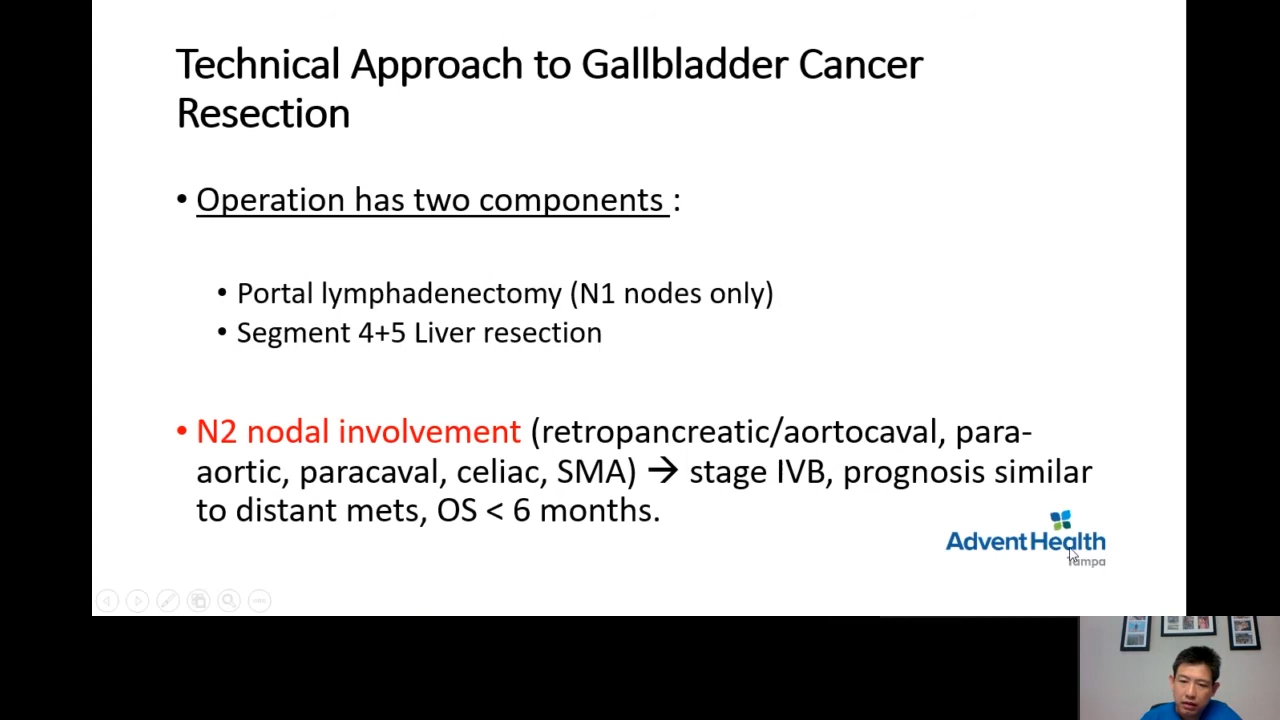 Technical Approach to Gallbladder Cancer
Resection
• Operation has two components :
• Portal lymphadenectomy (N1 nodes only)
• Segment 4+5 Liver resection
• N2 nodal involvement (retropancreatic/aortocaval, para-
aortic, paracaval, celiac, SMA) → stage IVB, prognosis similar
to distant mets, OS < 6 months.
AdventHealth
Tampa